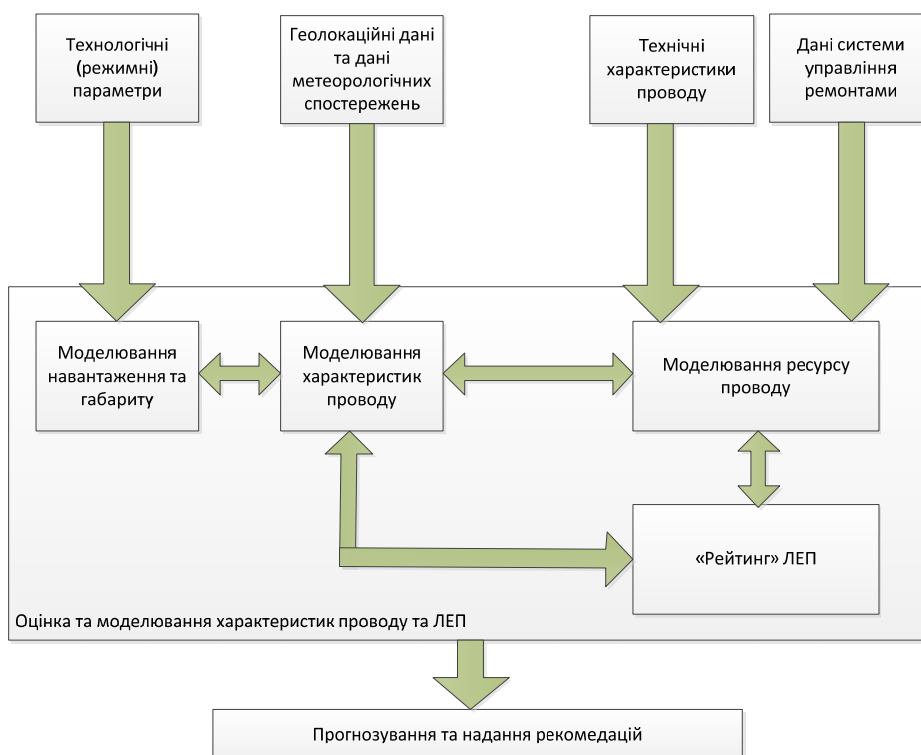 Технологічні
(режимні)
параметри
Геолокаційні дані
та дані
метеорологічних
спостережень
Технічні
характеристики
проводу
Дані системи
управління
ремонтами
Моделювання
навантаження та
габариту
Моделювання
характеристик
проводу
Моделювання ресурсу
проводу
«Рейтинг» ЛЕП
Оцінка та моделювання характеристик проводу та ЛЕП
Прогнозування та надання рекомедацій